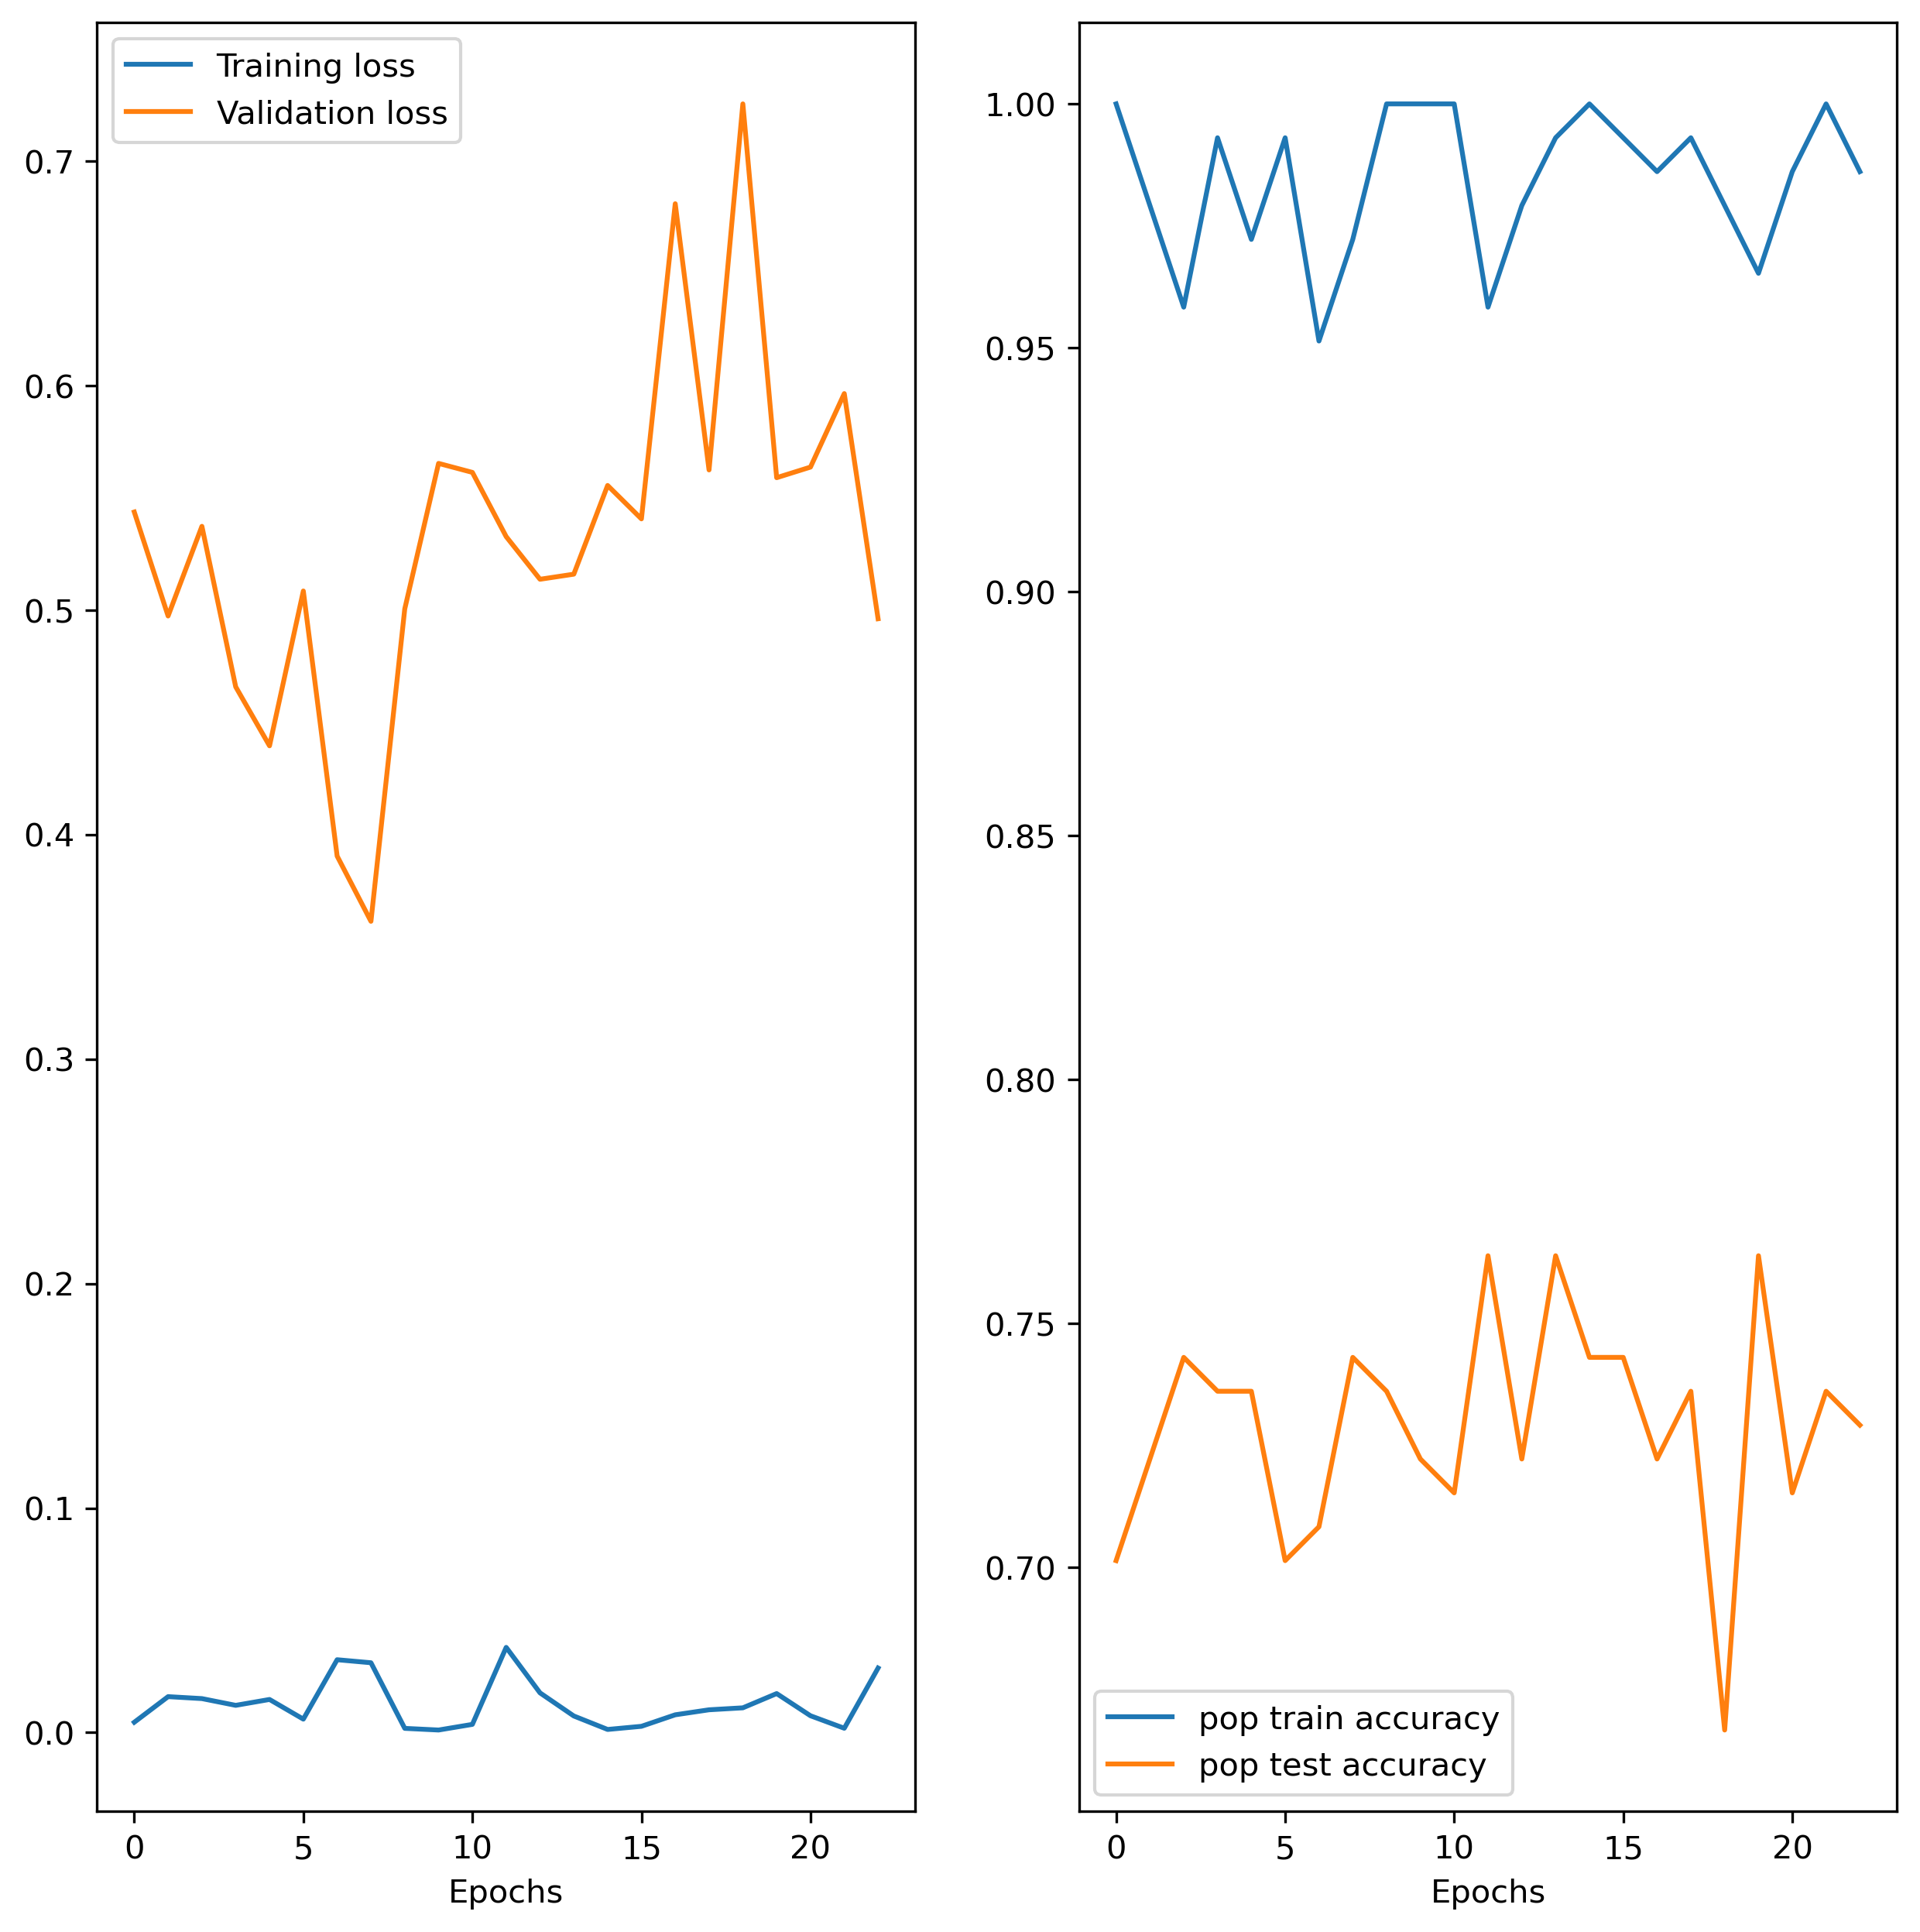 Training loss
Validation loss
0.7
0.6
0.5
0.4
0.3
0.2
0.1
0.0
0 5 10 15 20
Epochs
1.00
0.95
0.90
0.85
0.80
0.75
0.70
pop train accuracy
pop test accuracy
0 5 10 15 20
Epochs